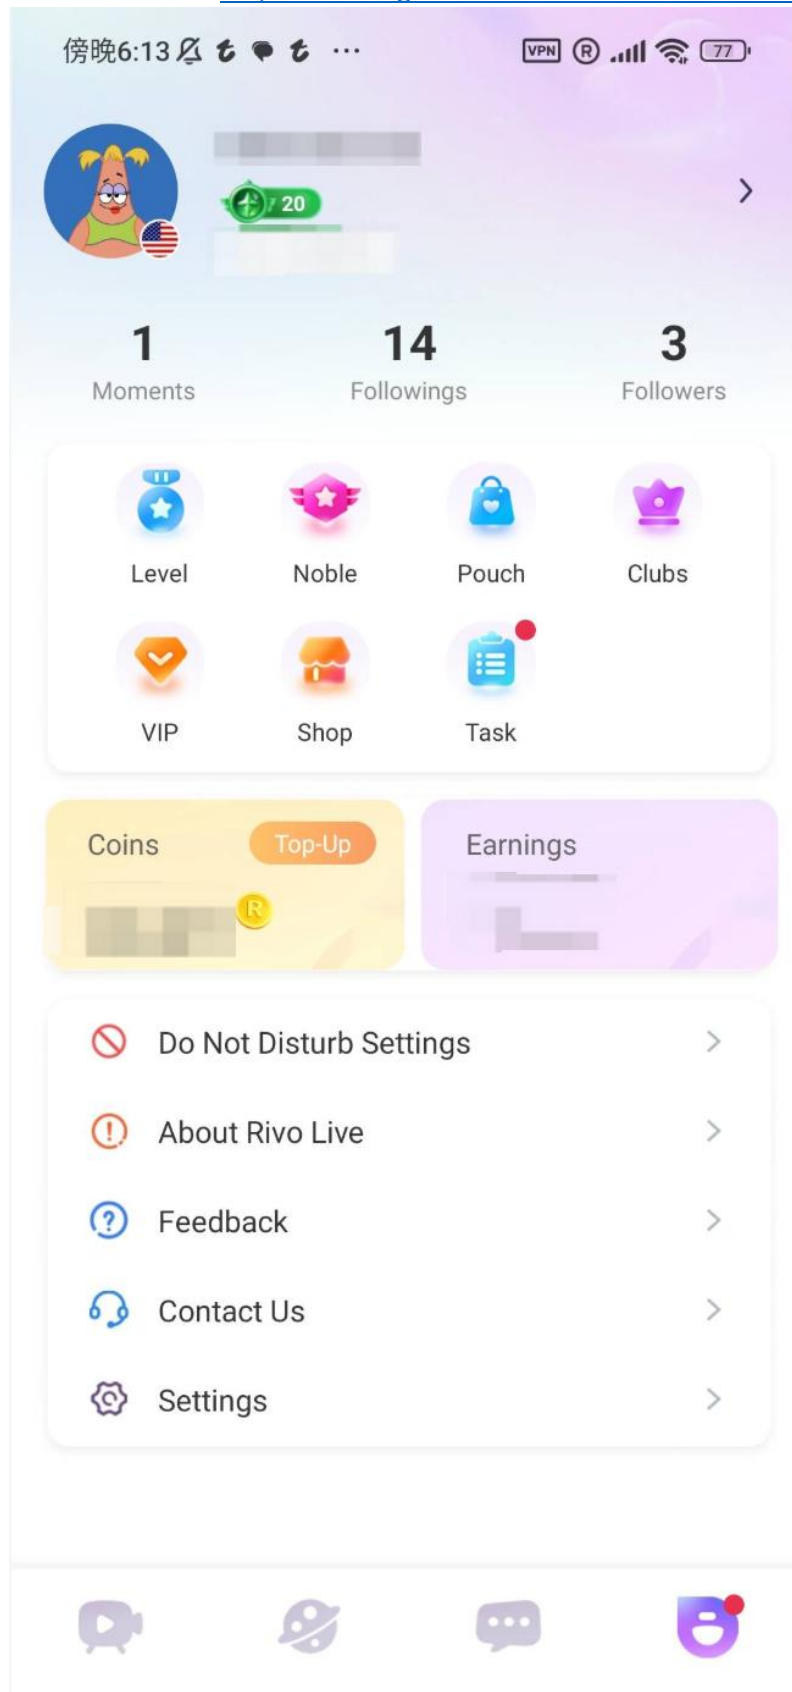 傍晚6:13 VPN R 77
20
1 14 3
Moments Followings Followers
Level Noble Pouch Clubs
VIP Shop Task
Coins Top-Up Earnings
R
Do Not Disturb Settings
About Rivo Live
Feedback
Contact Us
Settings